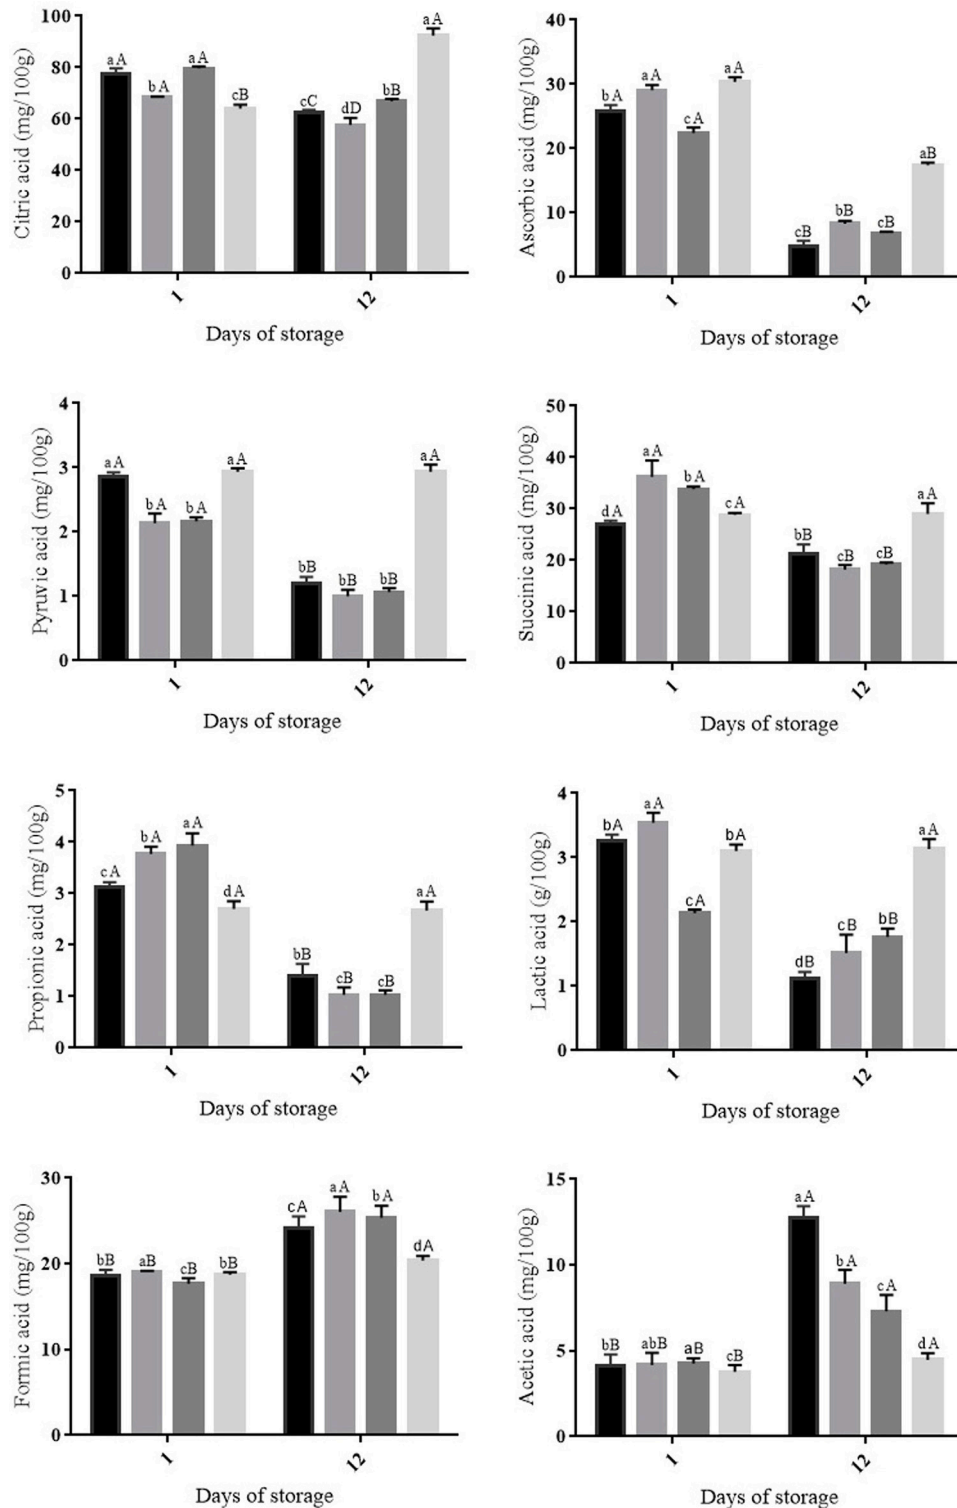 Citric acid (mg/100g)
100
80
60
40
20
0
aA
bA
aA
cB
cC
dD
bB
aA
1
12
Days of storage
Ascorbic acid (mg/100g)
40
30
20
10
0
bA
aA
cA
aA
cB
bB
cB
aB
1
12
Days of storage
Pyruvic acid (mg/100g)
4
3
2
1
0
aA
bA
bA
aA
bB
bB
bB
aA
1
12
Days of storage
Succinic acid (mg/100g)
50
40
30
20
10
0
dA
aA
bA
cA
bB
cB
cB
aA
1
12
Days of storage
Propionic acid (mg/100g)
5
4
3
2
1
0
cA
bA
aA
dA
bB
cB
cB
aA
1
12
Days of storage
Lactic acid (g/100g)
4
3
2
1
0
bA
aA
cA
bA
dB
cB
bB
aA
1
12
Days of storage
Formic acid (mg/100g)
30
20
10
0
bB
aB
cB
bB
cA
aA
bA
dA
1
12
Days of storage
Acetic acid (mg/100g)
15
10
5
0
bB
abB
aB
cB
aA
bA
cA
dA
1
12
Days of storage